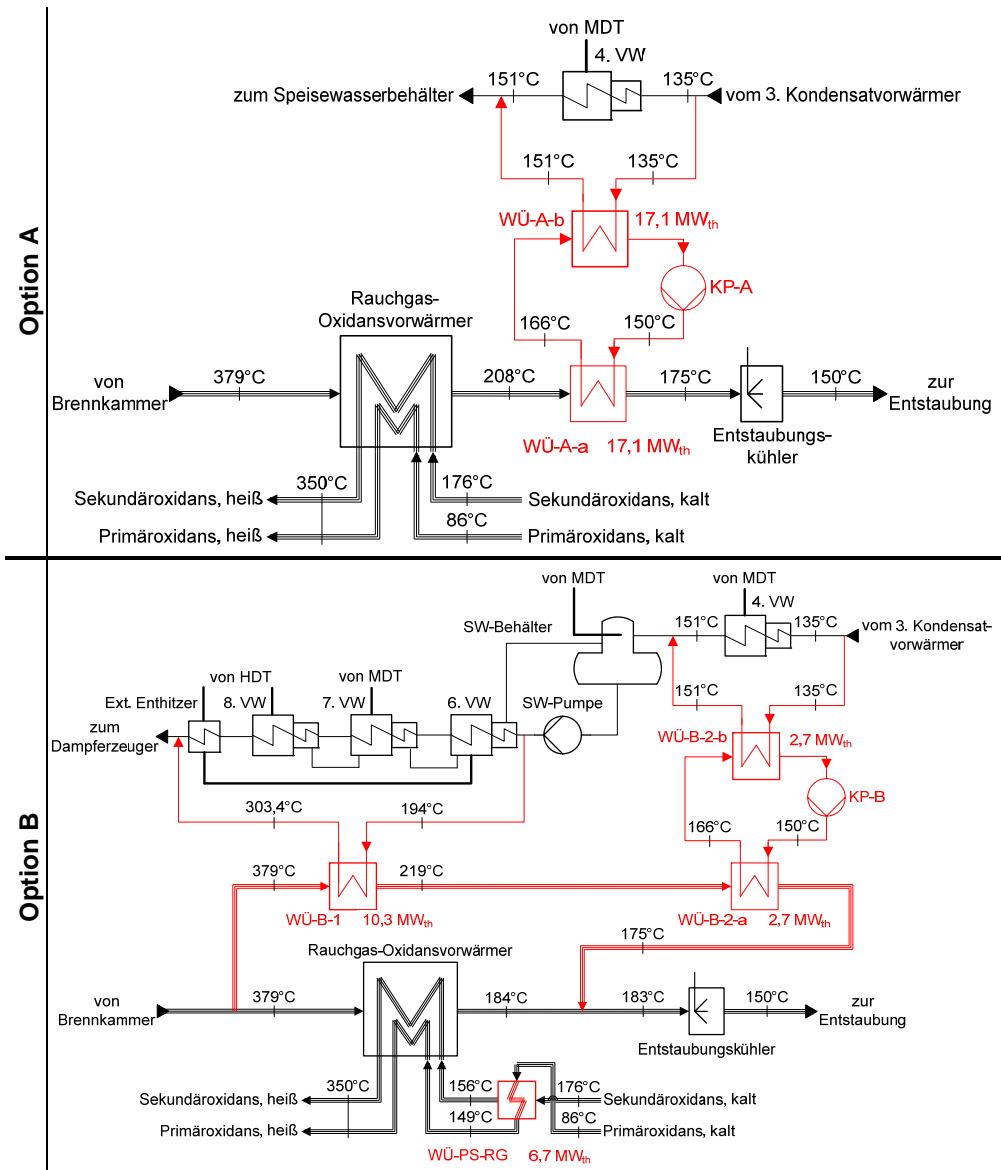 Option A
von MDT
4. VW
151°C
135°C
zum Speisewasserbehälter
vom 3. Kondensatvorwärmer
151°C
135°C
WÜ-A-b
17,1 MWth
KP-A
Rauchgas-
Oxidansvorwärmer
166°C
150°C
von
Brennkammer
379°C
208°C
175°C
150°C
zur
Entstaubung
WÜ-A-a 17,1 MWth
Entstaubungs-
kühler
Sekundäroxidans, heiß
350°C
176°C
Sekundäroxidans, kalt
Primäroxidans, heiß
86°C
Primäroxidans, kalt
Option B
von MDT
von MDT
4. VW
SW-Behälter
151°C
135°C
vom 3. Kondensat-
vorwärmer
von HDT
von MDT
Ext. Enthitzer
8. VW
7. VW
6. VW
SW-Pumpe
zum
Dampferzeuger
151°C
135°C
WÜ-B-2-b
2,7 MWth
KP-B
303,4°C
194°C
166°C
150°C
379°C
219°C
WÜ-B-1 10,3 MWth
WÜ-B-2-a 2,7 MWth
Rauchgas-Oxidansvorwärmer
175°C
von
Brennkammer
379°C
184°C
183°C
150°C
zur
Entstaubung
Entstaubungskühler
Sekundäroxidans, heiß
350°C
156°C
176°C
Sekundäroxidans, kalt
Primäroxidans, heiß
149°C
86°C
Primäroxidans, kalt
WÜ-PS-RG 6,7 MWth